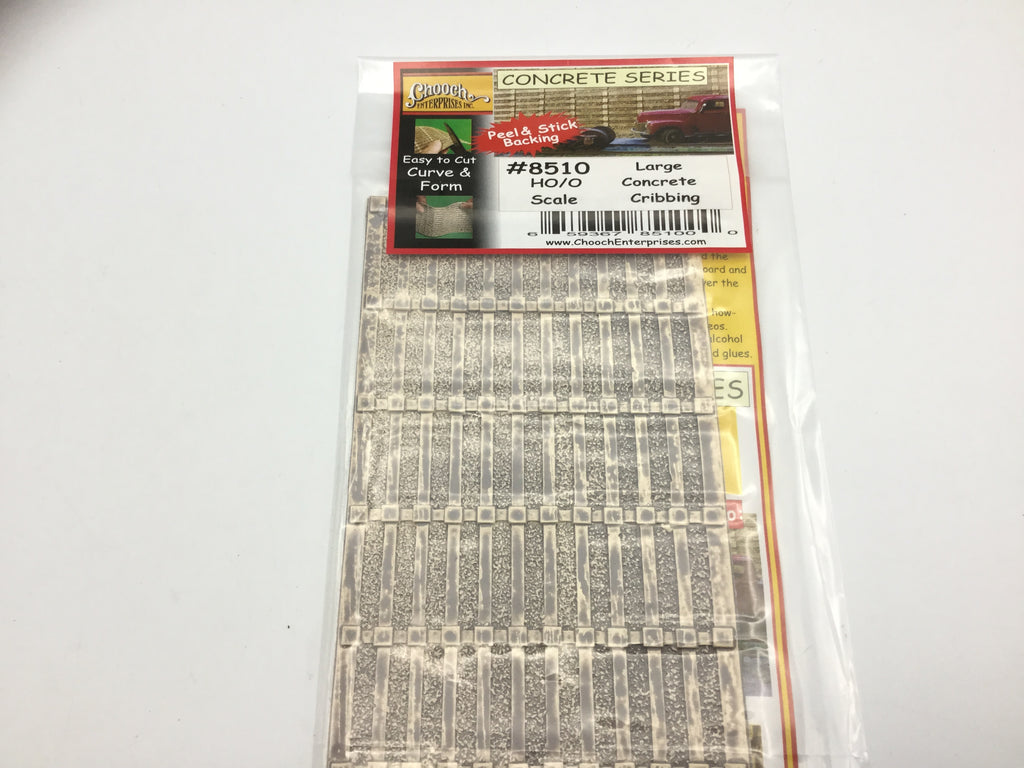 Chooch
ENTERPRISES INC.
CONCRETE SERIES
Peel & Stick
Backing
Easy to Cut
Curve &
Form
#8510
HO/O
Scale
Large
Concrete
Cribbing
6 59367 85100 0
www.ChoochEnterprises.com
d the
oard and
ver the
how-
eos.
lcohol
d glues.
ES
o: